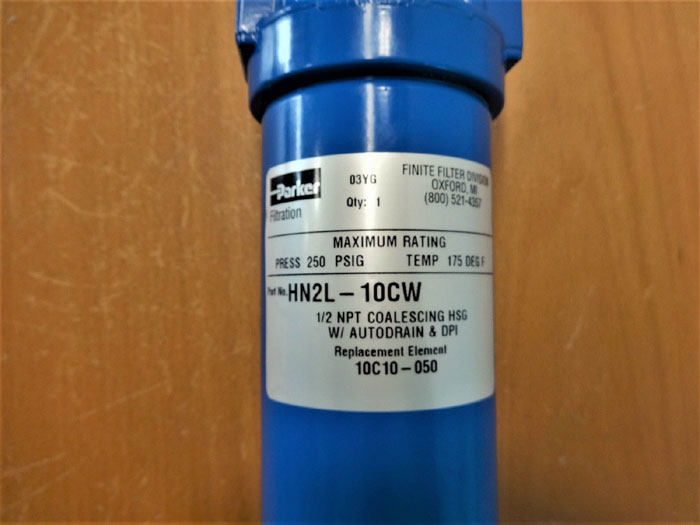 Parker
Filtration
03YG
Qty: 1
FINITE FILTER DIVISION
OXFORD, MI
(800) 521-4357
MAXIMUM RATING
PRESS 250 PSIG TEMP 175 DEG F
Part No. HN2L-10CW
1/2 NPT COALESCING HSG
W/ AUTODRAIN & DPI
Replacement Element
10C10-050